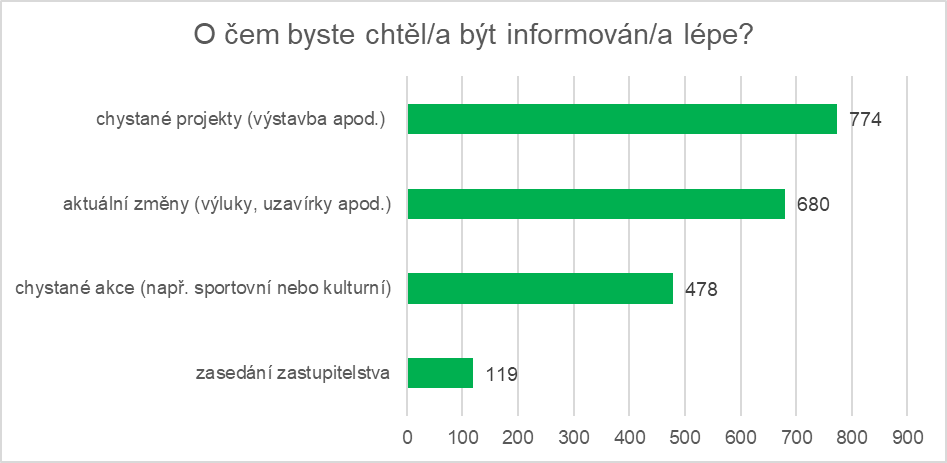 O čem byste chtěl/a být informován/a lépe?
chystané projekty (výstavba apod.)
774
aktuální změny (výluky, uzavírky apod.)
680
chystané akce (např. sportovní nebo kulturní)
478
zasedání zastupitelstva
119
0 100 200 300 400 500 600 700 800 900